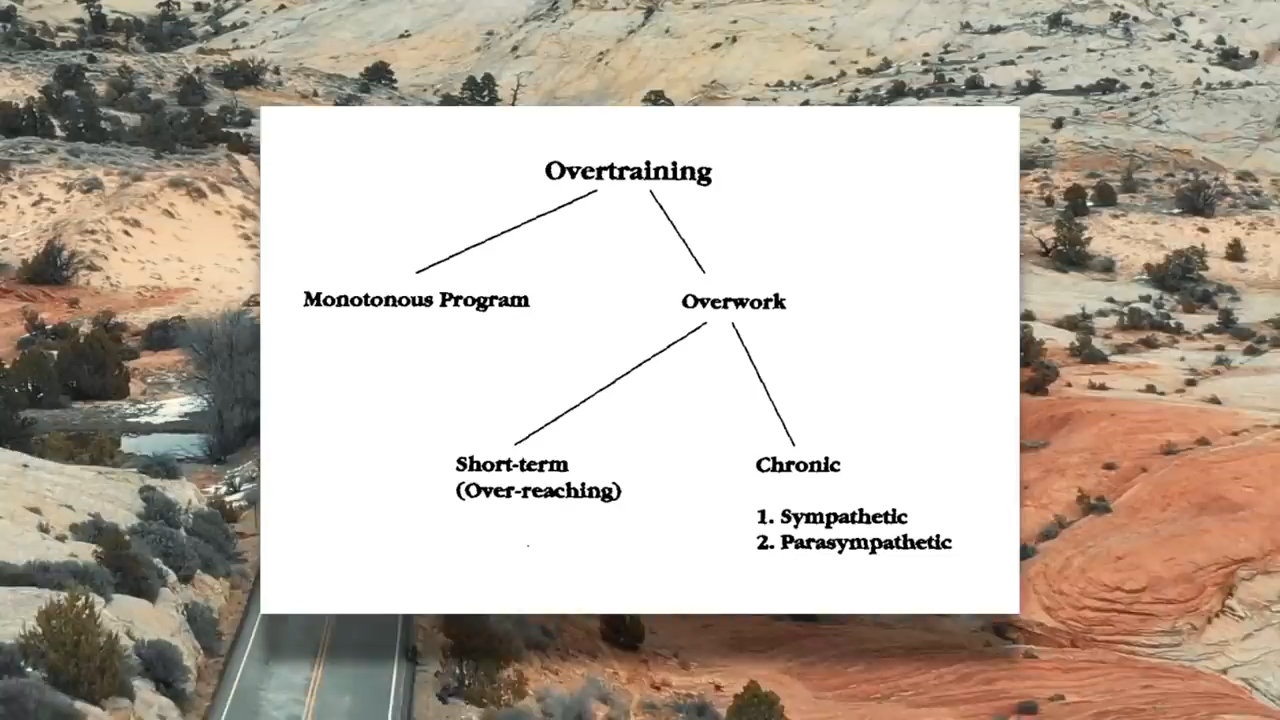 Overtraining
Monotonous Program
Overwork
Short-term
(Over-reaching)
Chronic
1. Sympathetic
2. Parasympathetic